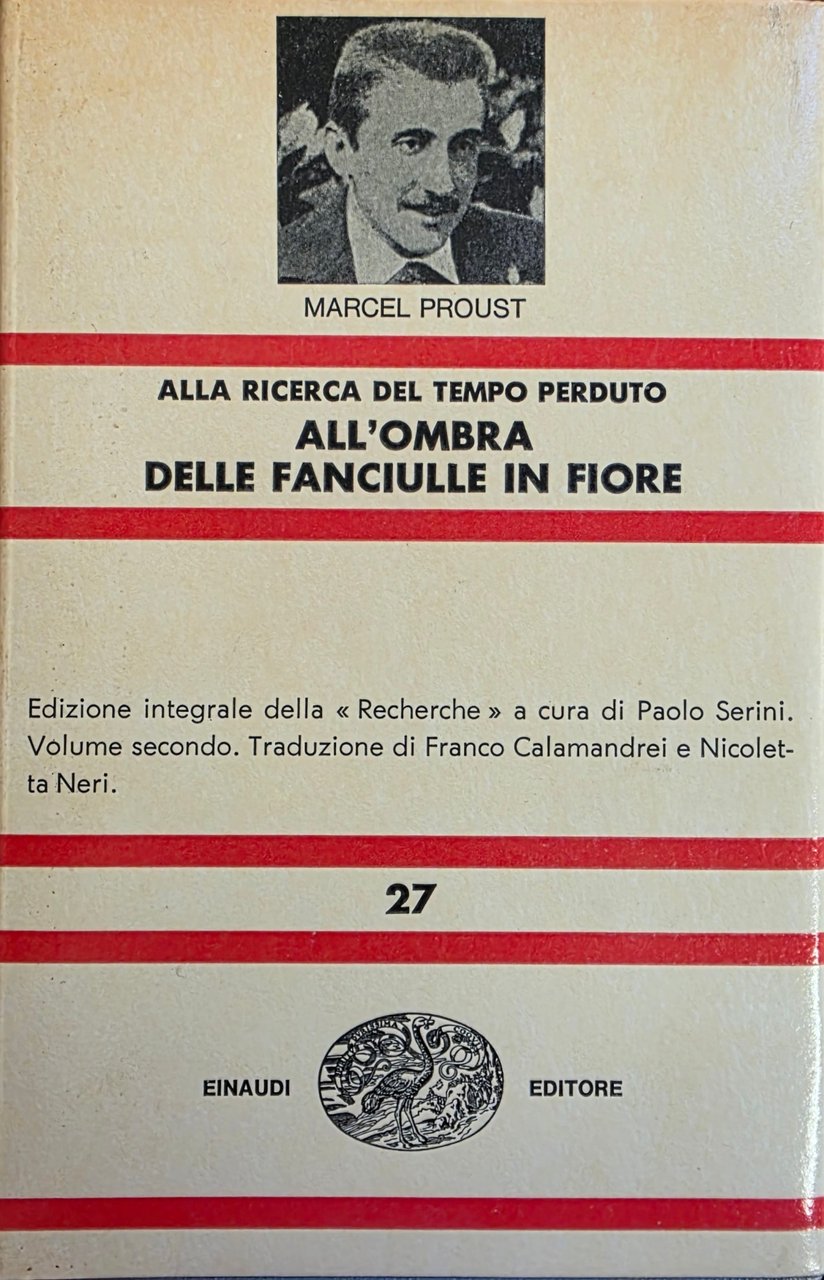 MARCEL PROUST
ALLA RICERCA DEL TEMPO PERDUTO
ALL'OMBRA
DELLE FANCIULLE IN FIORE
Edizione integrale della « Recherche » a cura di Paolo Serini.
Volume secondo. Traduzione di Franco Calamandrei e Nicolet-
ta Neri.
27
EINAUDI EDITORE